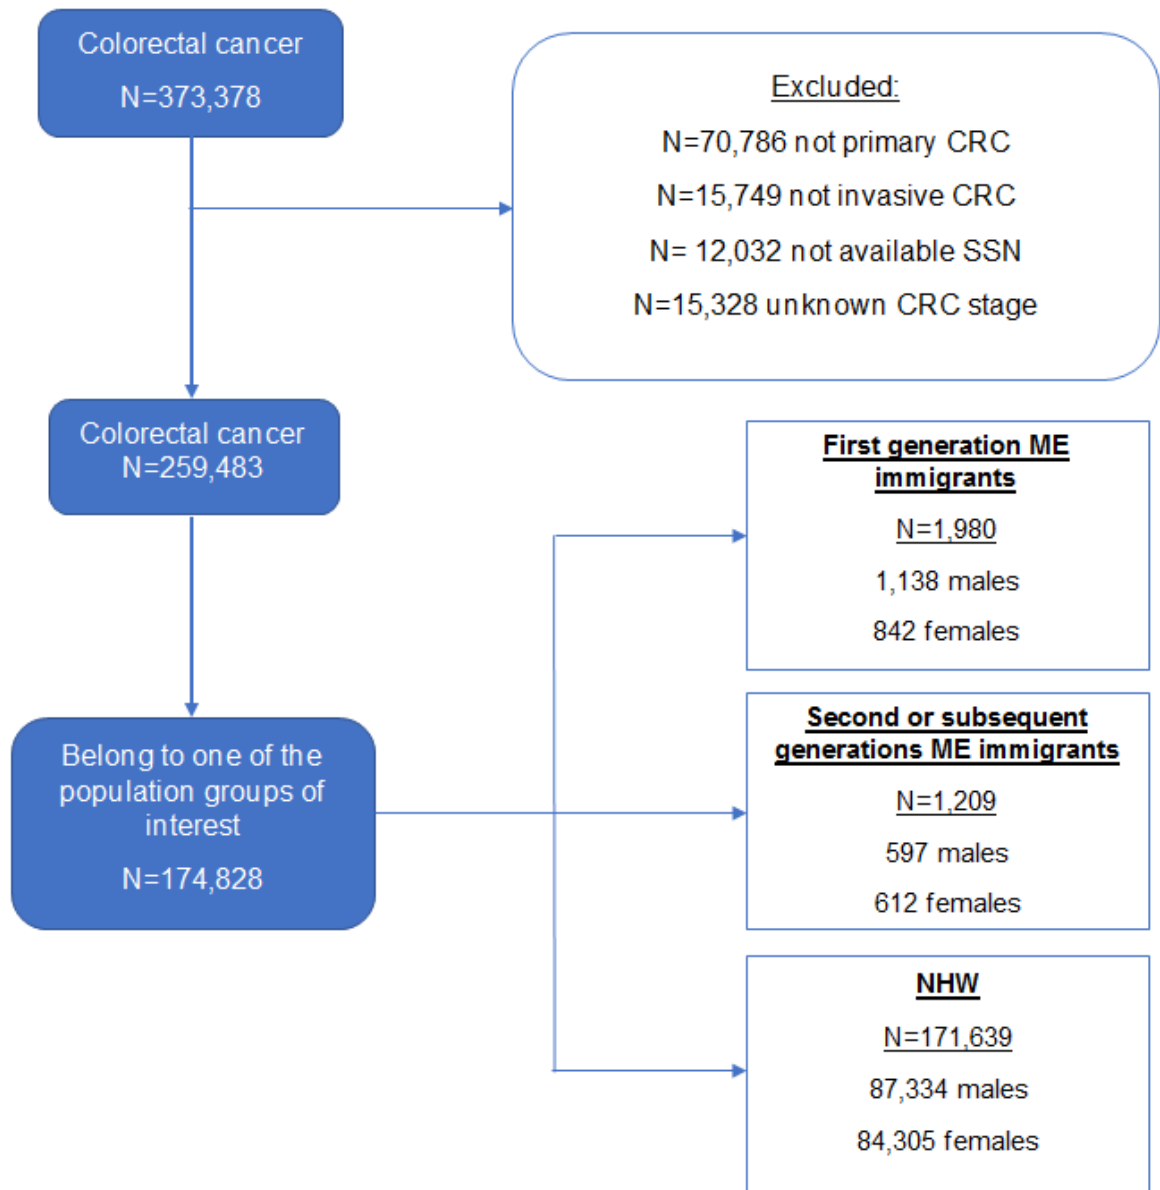 Colorectal cancer
N=373,378
Excluded:
N=70,786 not primary CRC
N=15,749 not invasive CRC
N= 12,032 not available SSN
N=15,328 unknown CRC stage
Colorectal cancer
N=259,483
First generation ME
immigrants
N=1,980
1,138 males
842 females
Belong to one of the
population groups of
interest
N=174,828
Second or subsequent
generations ME immigrants
N=1,209
597 males
612 females
NHW
N=171,639
87,334 males
84,305 females